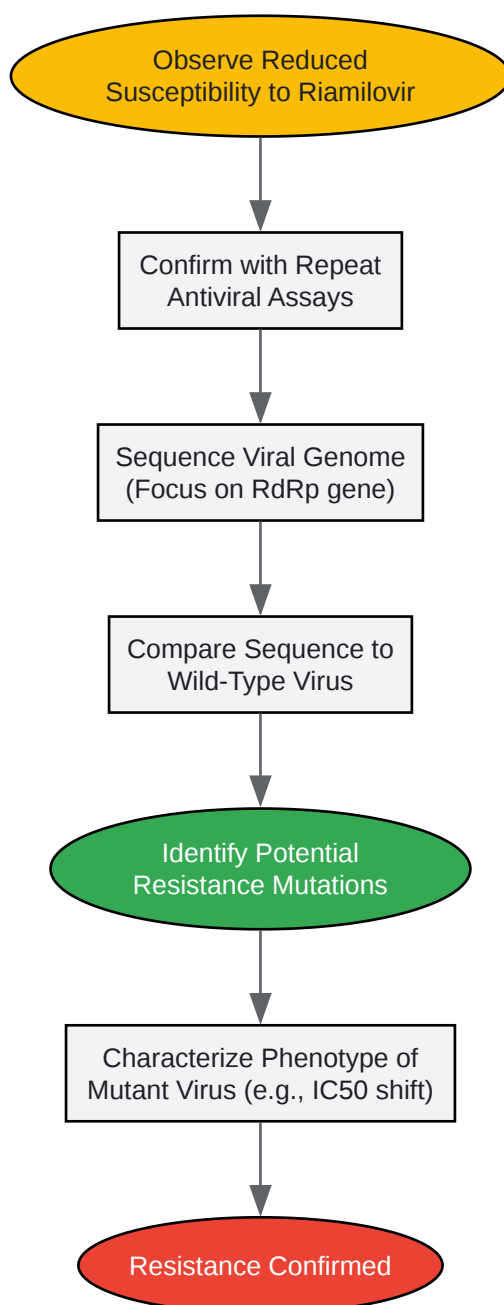 Observe Reduced
Susceptibility to Riamilovir
Confirm with Repeat
Antiviral Assays
Sequence Viral Genome
(Focus on RdRp gene)
Compare Sequence to
Wild-Type Virus
Identify Potential
Resistance Mutations
Characterize Phenotype of
Mutant Virus (e.g., IC50 shift)
Resistance Confirmed